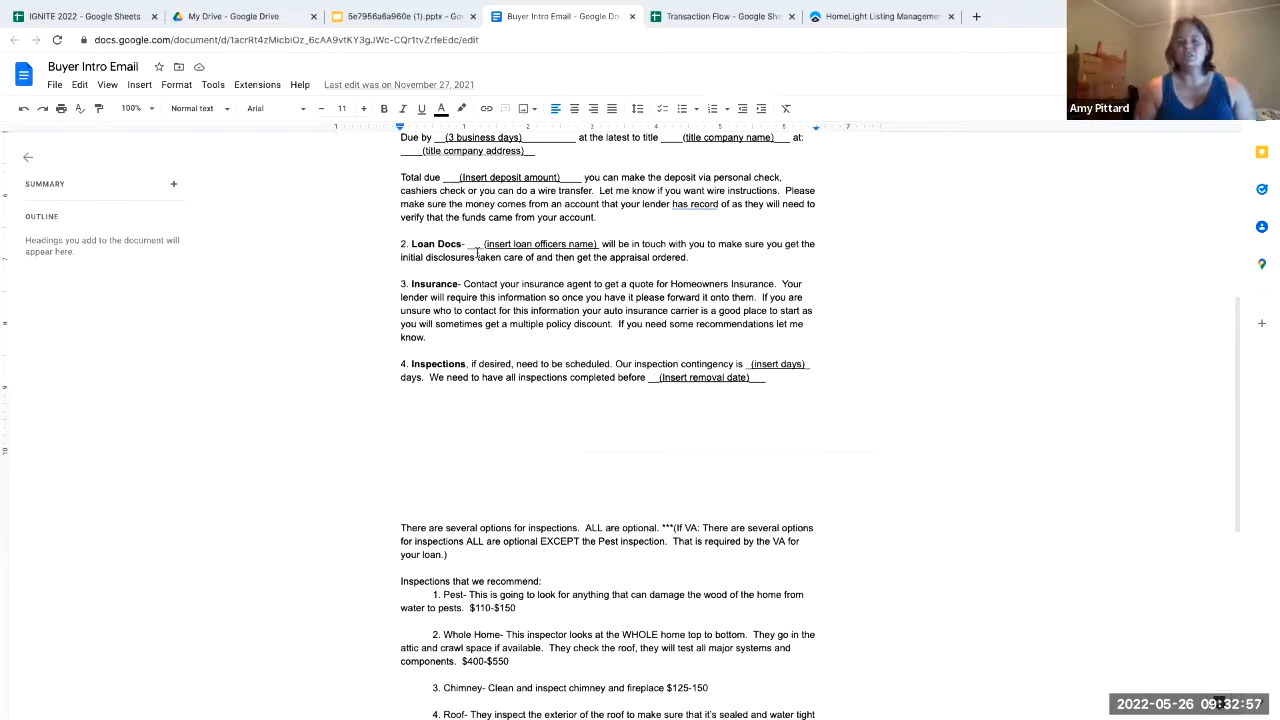 IGNITE 2022 - Google Sheets
My Drive - Google Drive
5e7956a6a960e (1).pptx - Go
Buyer Intro Email - Google Do
Transaction Flow - Google She
HomeLight Listing Managemen
docs.google.com/document/d/1acrRt4zMicbiOz_6cAA9vtKY3gJWc-CQr1tvZrfeEdc/edit
Buyer Intro Email
File Edit View Insert Format Tools Extensions Help Last edit was on November 27, 2021
100% Normal text Arial 11 B I U A
Amy Pittard
SUMMARY
OUTLINE
Headings you add to the document will
appear here.
Due by __(3 business days)__________ at the latest to title ____(title company name)___ at:
____(title company address)__
Total due ___(Insert deposit amount)____ you can make the deposit via personal check,
cashiers check or you can do a wire transfer. Let me know if you want wire instructions. Please
make sure the money comes from an account that your lender has record of as they will need to
verify that the funds came from your account.
2. Loan Docs- ___(insert loan officers name)_ will be in touch with you to make sure you get the
initial disclosures taken care of and then get the appraisal ordered.
3. Insurance- Contact your insurance agent to get a quote for Homeowners Insurance. Your
lender will require this information so once you have it please forward it onto them. If you are
unsure who to contact for this information your auto insurance carrier is a good place to start as
you will sometimes get a multiple policy discount. If you need some recommendations let me
know.
4. Inspections, if desired, need to be scheduled. Our inspection contingency is _(insert days)_
days. We need to have all inspections completed before __(Insert removal date)___
There are several options for inspections. ALL are optional. ***(If VA: There are several options
for inspections ALL are optional EXCEPT the Pest inspection. That is required by the VA for
your loan.)
Inspections that we recommend:
1. Pest- This is going to look for anything that can damage the wood of the home from
water to pests. $110-$150
2. Whole Home- This inspector looks at the WHOLE home top to bottom. They go in the
attic and crawl space if available. They check the roof, they will test all major systems and
components. $400-$550
3. Chimney- Clean and inspect chimney and fireplace $125-150
4. Roof- They inspect the exterior of the roof to make sure that it's sealed and water tight
2022-05-26 09:32:57